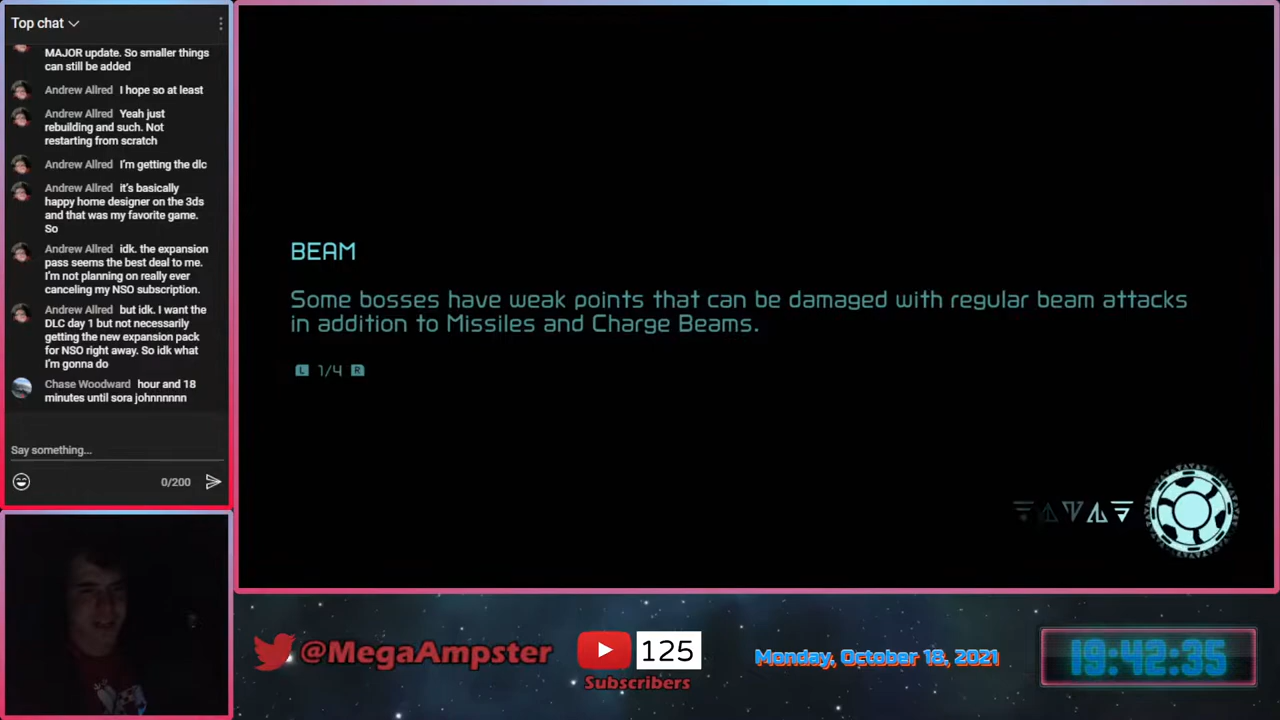 Top chat
MAJOR update. So smaller things
can still be added
Andrew Allred I hope so at least
Andrew Allred Yeah just
rebuilding and such. Not
restarting from scratch
Andrew Allred I'm getting the dlc
Andrew Allred it's basically
happy home designer on the 3ds
and that was my favorite game.
So
Andrew Allred idk. the expansion
pass seems the best deal to me.
I'm not planning on really ever
canceling my NSO subscription.
Andrew Allred but idk. I want the
DLC day 1 but not necessarily
getting the new expansion pack
for NSO right away. So idk what
I'm gonna do
Chase Woodward hour and 18
minutes until sora johnnnnnn
Say something...
0/200
BEAM
Some bosses have weak points that can be damaged with regular beam attacks
in addition to Missiles and Charge Beams.
L 1/4 R
@MegaAmpster
125
Subscribers
Monday, October 18, 2021
19:42:35